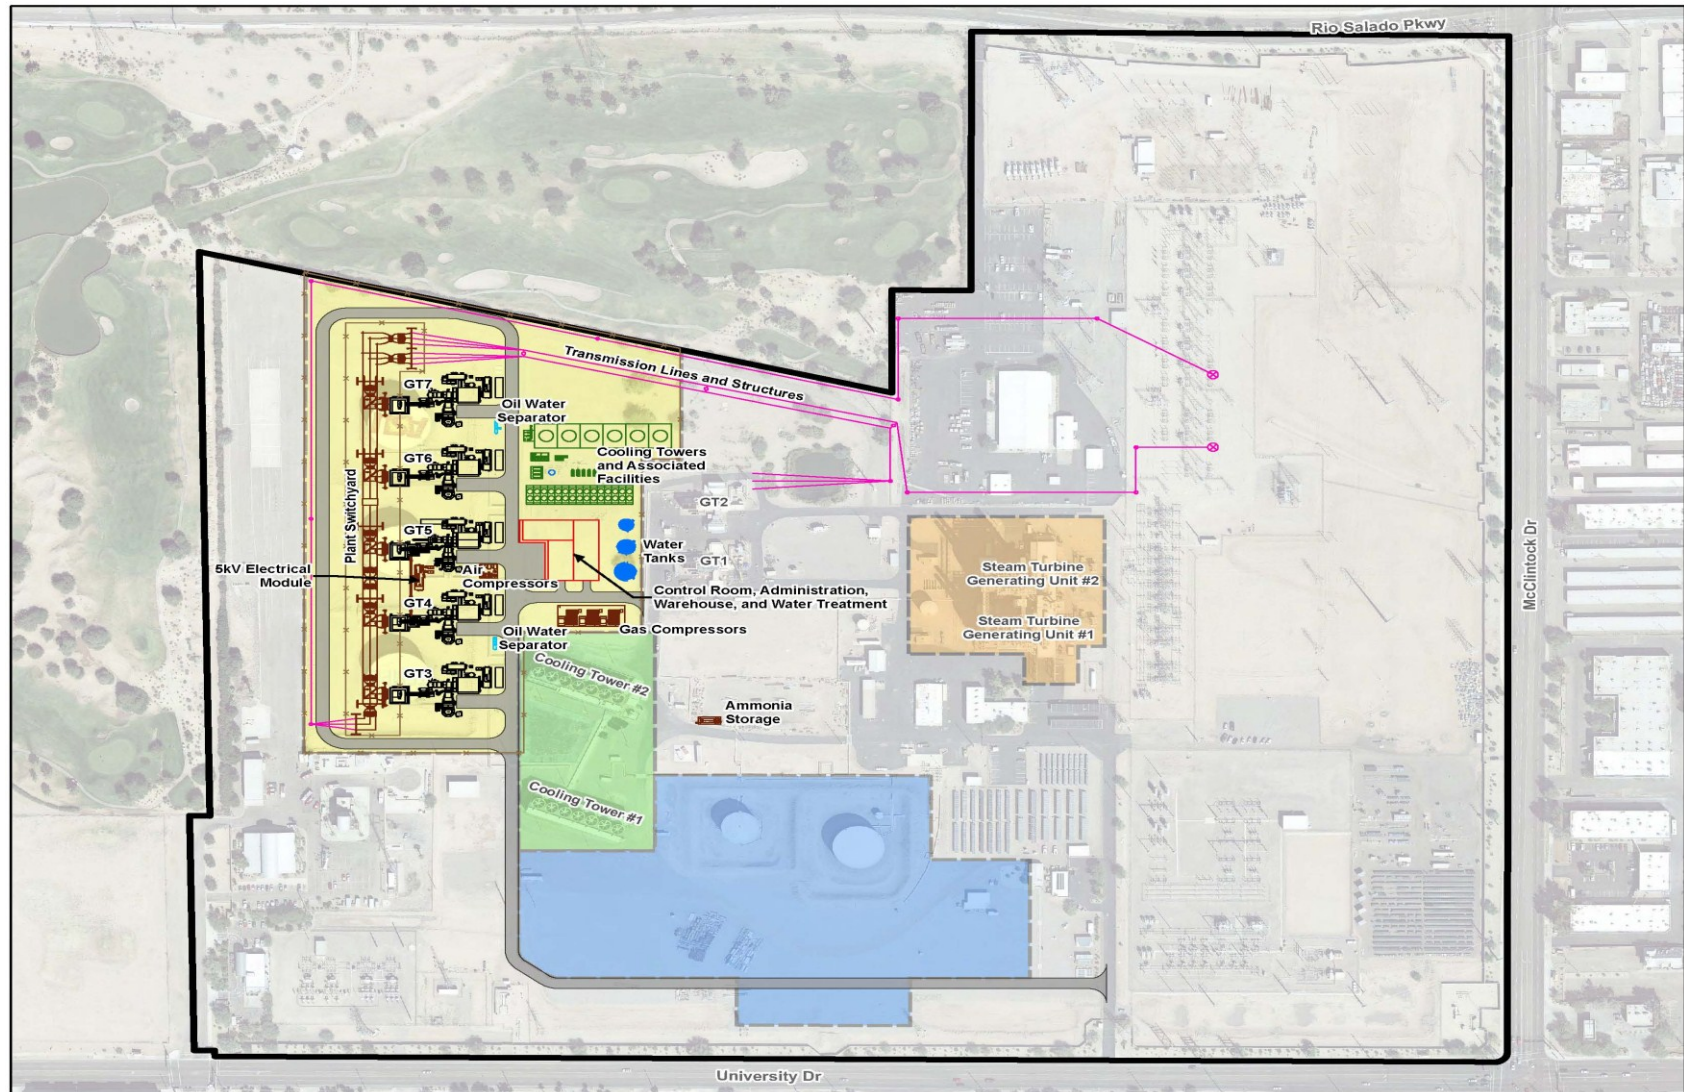 Rio Salado Pkwy
Transmission Lines and Structures
GT7
Oil Water
Separator
GT6
Cooling Towers
and Associated
Facilities
GT2
Plant Switchyard
GT5
Water
Tanks
GT1
5kV Electrical
Module
Air
Compressors
Steam Turbine
Generating Unit #2
McClintock Dr
Control Room, Administration,
Warehouse, and Water Treatment
GT4
Gas Compressors
Steam Turbine
Generating Unit #1
Oil Water
Separator
GT3
Cooling Tower #2
Ammonia
Storage
Cooling Tower #1
University Dr